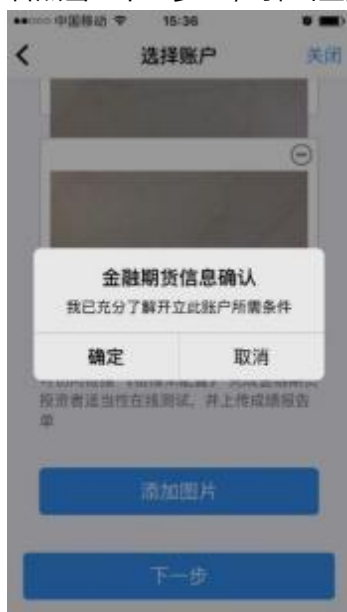 中国移动 15:36
选择账户 关闭
金融期货信息确认
我已充分了解开立此账户所需条件
确定 取消
投资者适当性在线测试，并上传成绩报告
单
添加图片
下一步